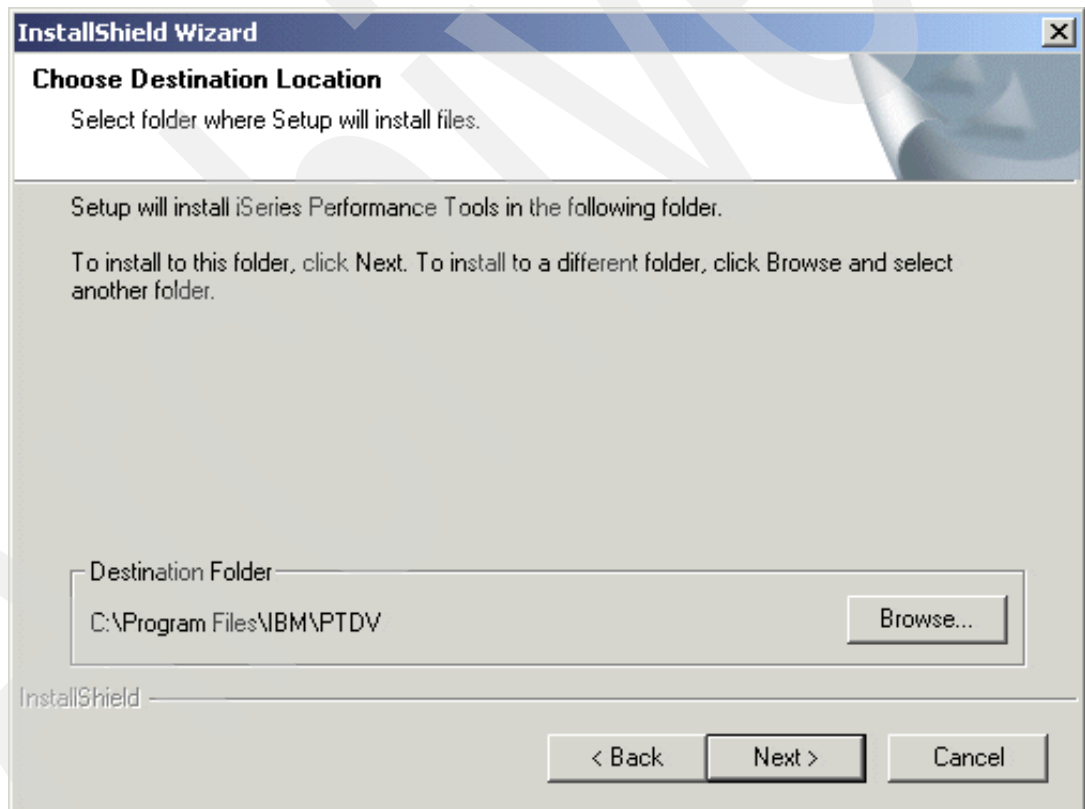 InstallShield Wizard
Choose Destination Location
Select folder where Setup will install files.
Setup will install iSeries Performance Tools in the following folder.
To install to this folder, click Next. To install to a different folder, click Browse and select
another folder.
Destination Folder
C:\Program Files\IBM\PTDV
Browse...
InstallShield
< Back
Next >
Cancel